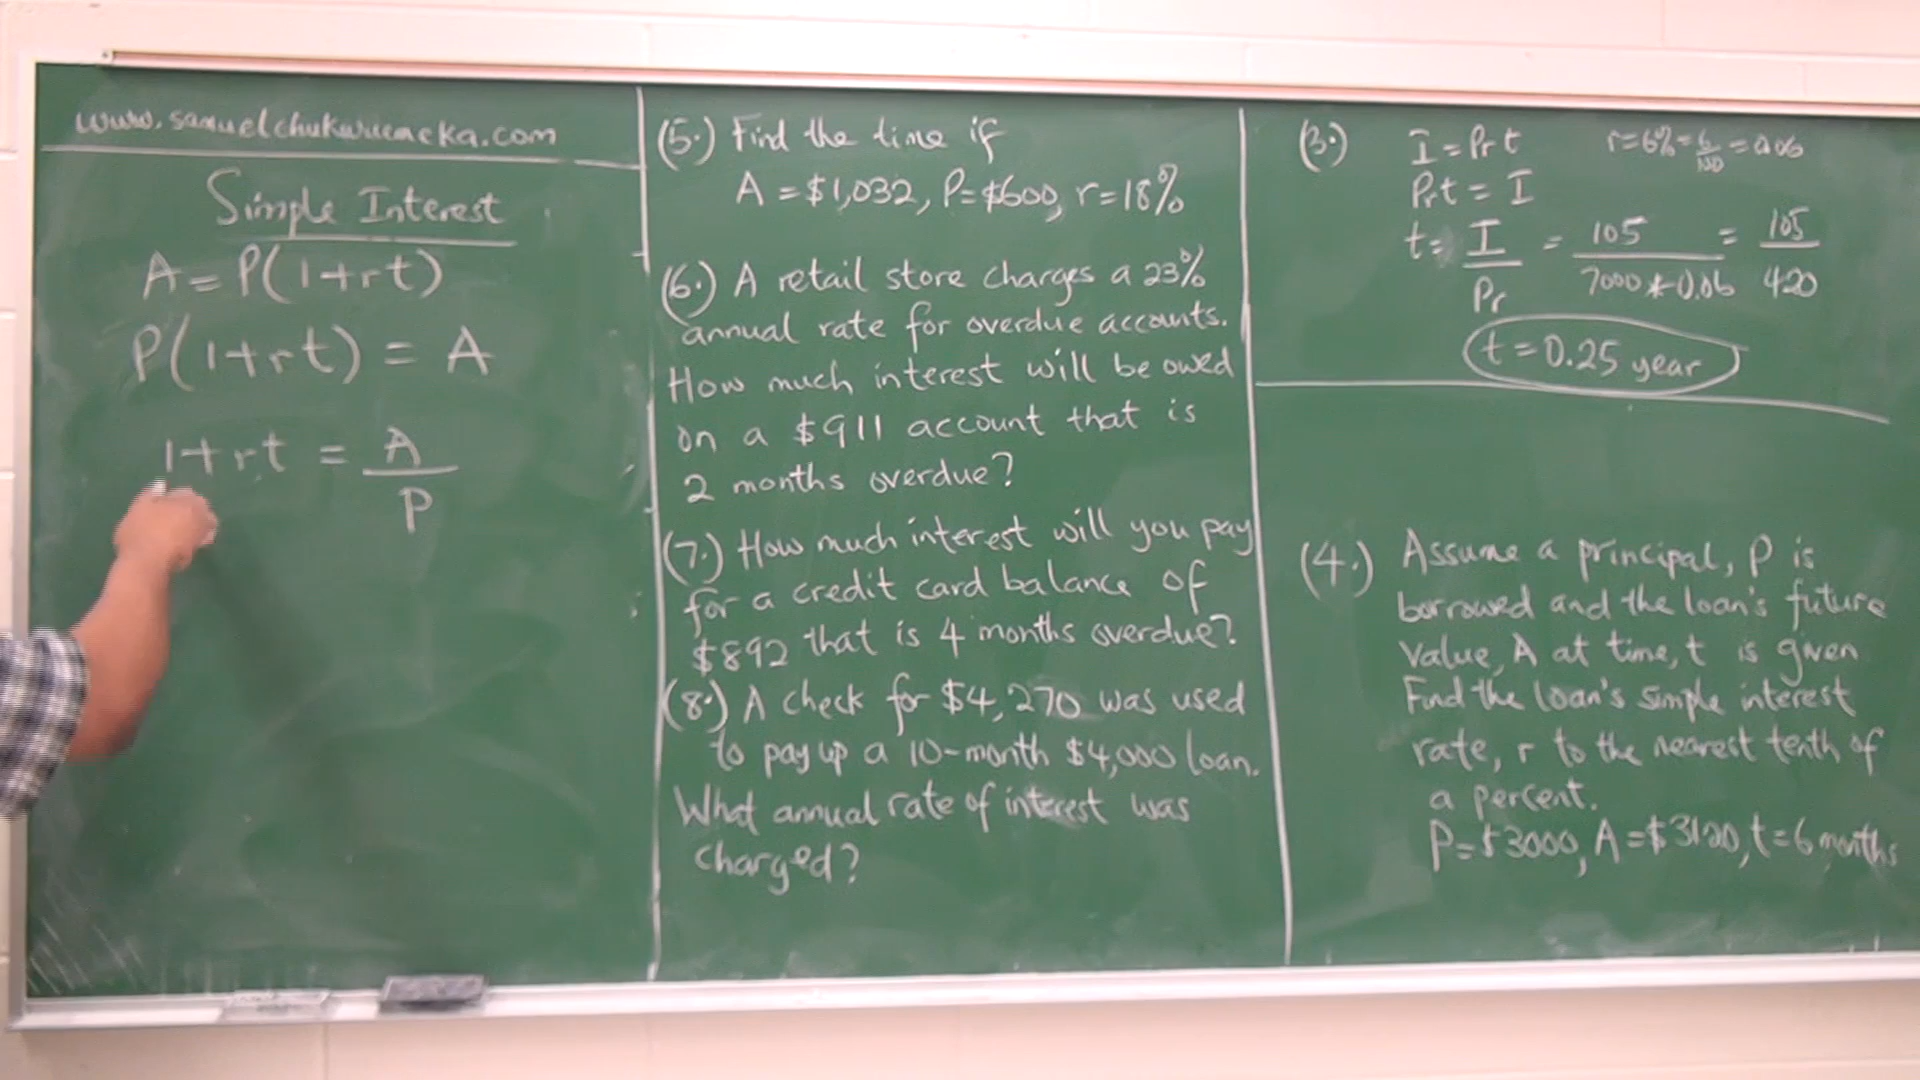 www.samuelchukwuemeka.com
Simple Interest
A = P(1+rt)
P(1+rt) = A
1+rt = A/P
(5.) Find the time if
A = $1,032, P=$600, r=18%
(6.) A retail store charges a 23%
annual rate for overdue accounts.
How much interest will be owed
on a $911 account that is
2 months overdue?
(7.) How much interest will you pay
for a credit card balance of
$892 that is 4 months overdue?
(8.) A check for $4,270 was used
to pay up a 10-month $4,000 loan.
What annual rate of interest was
charged?
(3.) I = Prt r=6%=6/100=0.06
Prt = I
t = I/Pr = 105/7000*0.06 = 105/420
t=0.25 year
(4.) Assume a principal, P is
borrowed and the loan's future
value, A at time, t is given
Find the loan's simple interest
rate, r to the nearest tenth of
a percent.
P=$3000, A=$3100, t=6 months